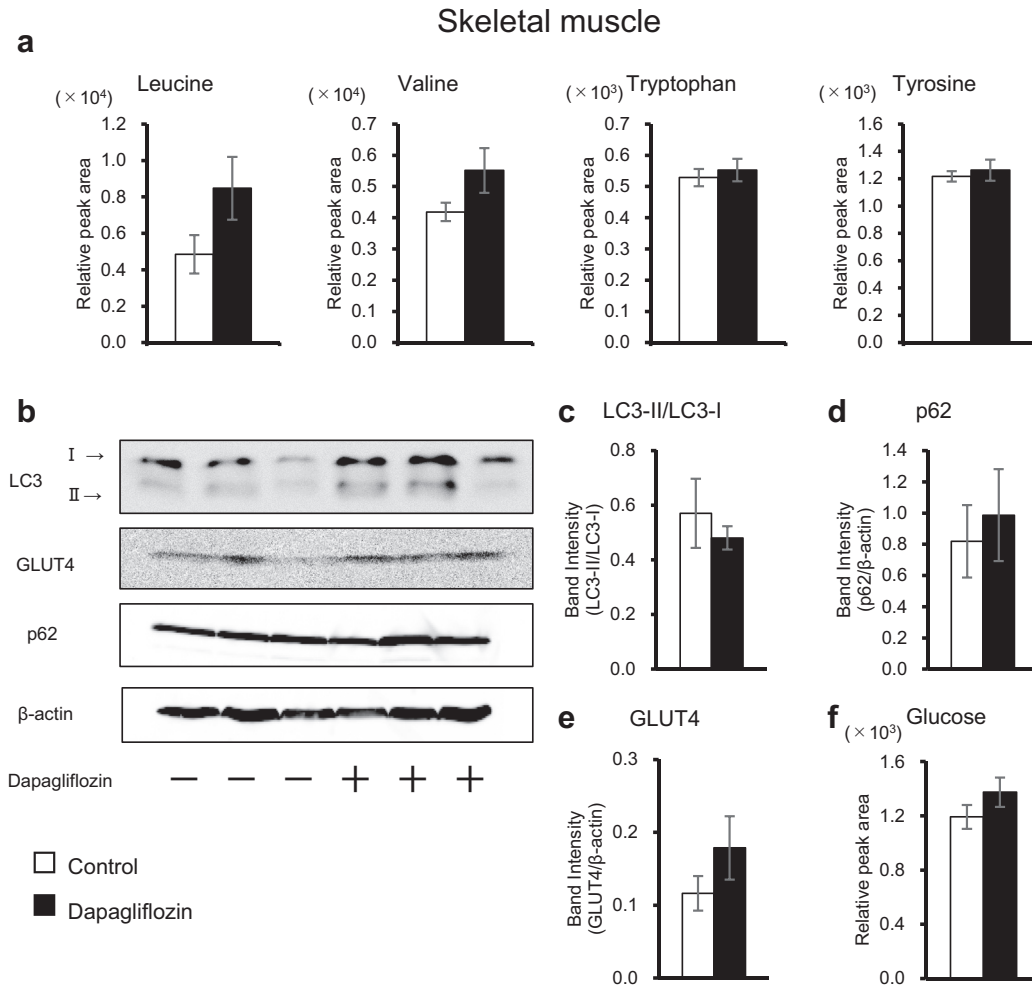 Skeletal muscle
a
(×10⁴)
Leucine
Relative peak area
1.2
1.0
0.8
0.6
0.4
0.2
0.0
(×10⁴)
Valine
Relative peak area
0.7
0.6
0.5
0.4
0.3
0.2
0.1
0.0
(×10³)
Tryptophan
Relative peak area
0.7
0.6
0.5
0.4
0.3
0.2
0.1
0.0
(×10³)
Tyrosine
Relative peak area
1.6
1.4
1.2
1.0
0.8
0.6
0.4
0.2
0.0
b
LC3
I →
II →
GLUT4
p62
β-actin
Dapagliflozin
− − − + + +
Control
Dapagliflozin
c
LC3-II/LC3-I
Band Intensity
(LC3-II/LC3-I)
0.8
0.6
0.4
0.2
0.0
d
p62
Band Intensity
(p62/β-actin)
1.4
1.2
1.0
0.8
0.6
0.4
0.2
0.0
e
GLUT4
Band Intensity
(GLUT4/β-actin)
0.3
0.2
0.1
0.0
f
Glucose
(×10³)
Relative peak area
1.6
1.2
0.8
0.4
0.0